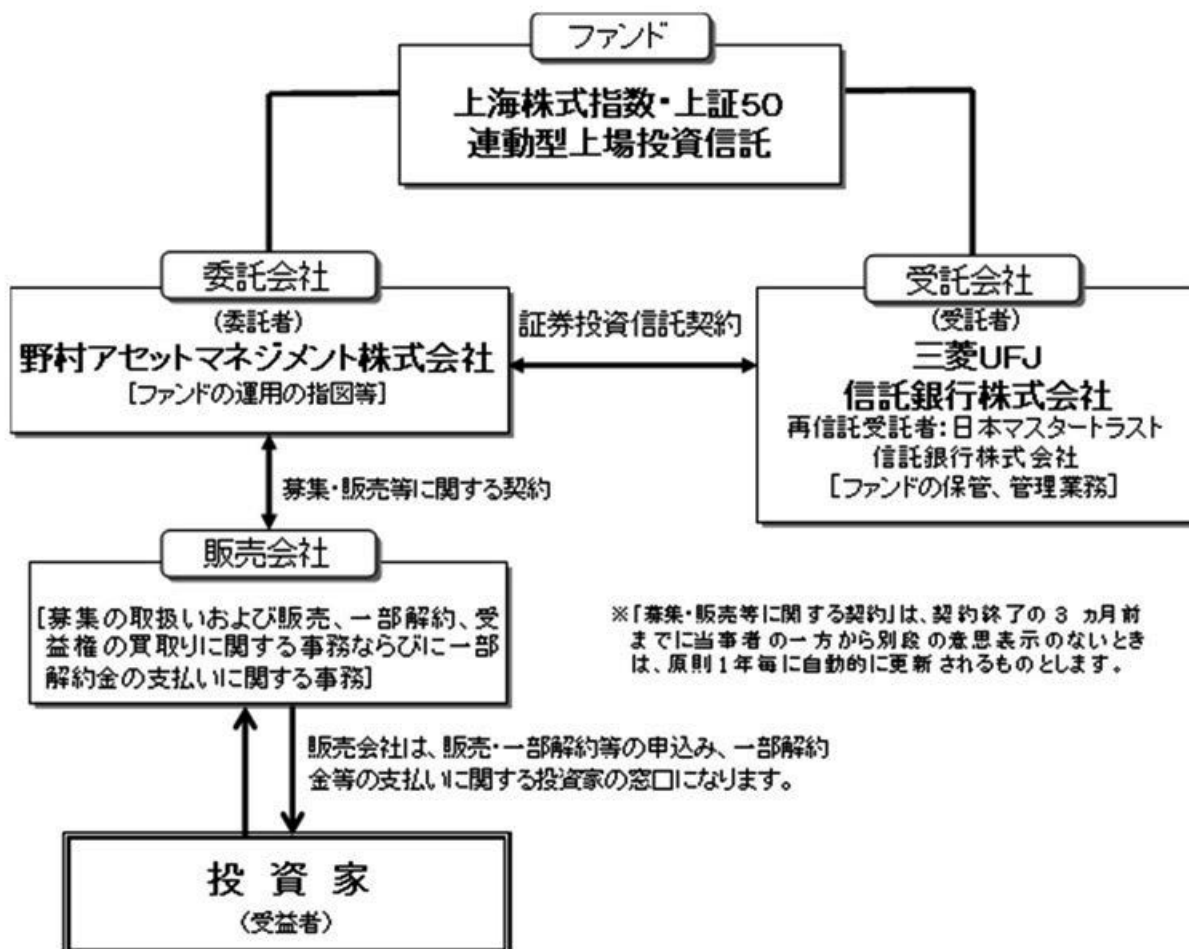 ファンド
上海株式指数・上証50
連動型上場投資信託
委託会社
(委託者)
野村アセットマネジメント株式会社
[ファンドの運用の指図等]
証券投資信託契約
受託会社
(受託者)
三菱UFJ
信託銀行株式会社
再信託受託者:日本マスタートラスト
信託銀行株式会社
[ファンドの保管、管理業務]
募集・販売等に関する契約
販売会社
[募集の取扱いおよび販売、一部解約、受
益権の買取りに関する事務ならびに一部
解約金の支払いに関する事務]
※「募集・販売等に関する契約」は、契約終了の3ヵ月前
までに当事者の一方から別段の意思表示のないとき
は、原則1年毎に自動的に更新されるものとします。
販売会社は、販売・一部解約等の申込み、一部解約
金等の支払いに関する投資家の窓口になります。
投資家
(受益者)